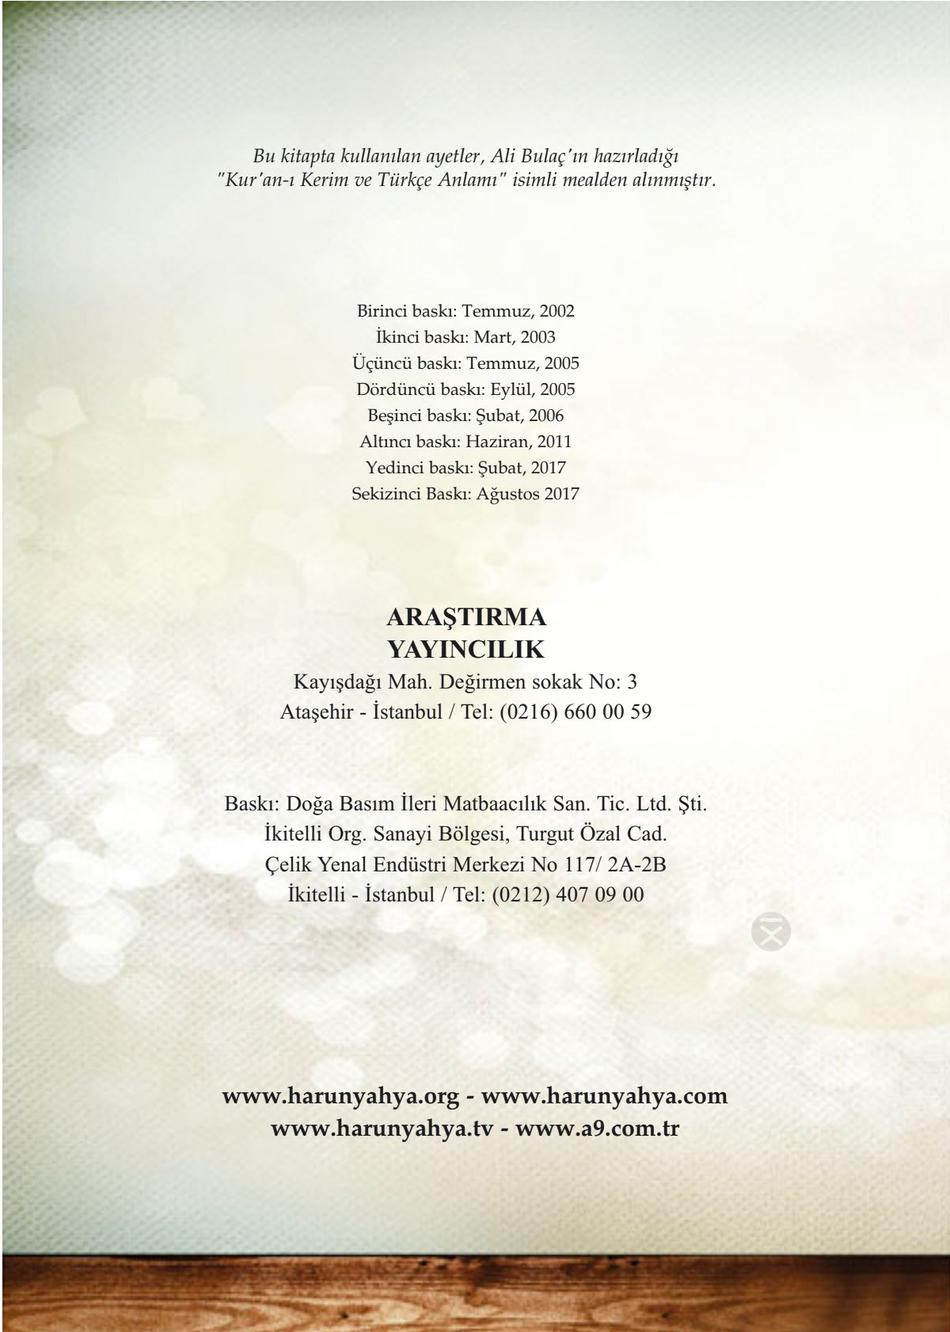 Bu kitapta kullanılan ayetler, Ali Bulaç'ın hazırladığı
"Kur'an-ı Kerim ve Türkçe Anlamı" isimli mealden alınmıştır.
Birinci baskı: Temmuz, 2002
İkinci baskı: Mart, 2003
Üçüncü baskı: Temmuz, 2005
Dördüncü baskı: Eylül, 2005
Beşinci baskı: Şubat, 2006
Altıncı baskı: Haziran, 2011
Yedinci baskı: Şubat, 2017
Sekizinci Baskı: Ağustos 2017
ARAŞTIRMA
YAYINCILIK
Kayışdağı Mah. Değirmen sokak No: 3
Ataşehir - İstanbul / Tel: (0216) 660 00 59
Baskı: Doğa Basım İleri Matbaacılık San. Tic. Ltd. Şti.
İkitelli Org. Sanayi Bölgesi, Turgut Özal Cad.
Çelik Yenal Endüstri Merkezi No 117/ 2A-2B
İkitelli - İstanbul / Tel: (0212) 407 09 00
www.harunyahya.org - www.harunyahya.com
www.harunyahya.tv - www.a9.com.tr